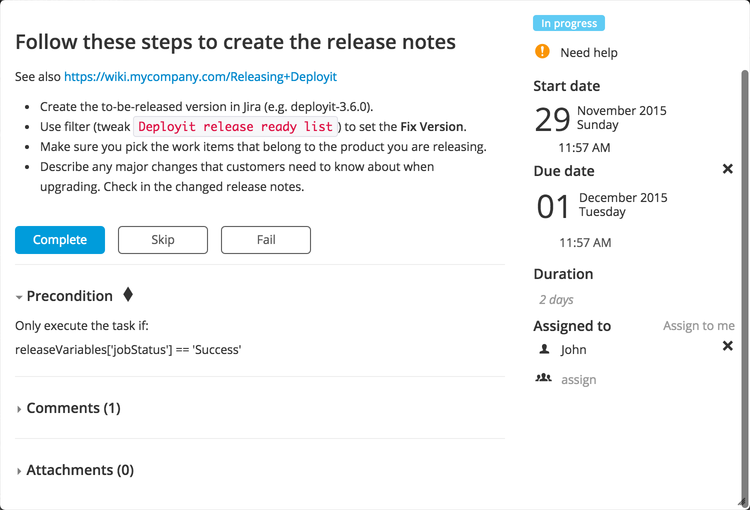 Follow these steps to create the release notes
See also https://wiki.mycompany.com/Releasing+Deployit
• Create the to-be-released version in Jira (e.g. deployit-3.6.0).
• Use filter (tweak Deployit release ready list ) to set the Fix Version.
• Make sure you pick the work items that belong to the product you are releasing.
• Describe any major changes that customers need to know about when
upgrading. Check in the changed release notes.
Complete
Skip
Fail
Precondition
Only execute the task if:
releaseVariables['jobStatus'] == 'Success'
Comments (1)
Attachments (0)
In progress
Need help
Start date
29 November 2015
Sunday
11:57 AM
Due date
01 December 2015
Tuesday
11:57 AM
Duration
2 days
Assigned to
Assign to me
John
assign